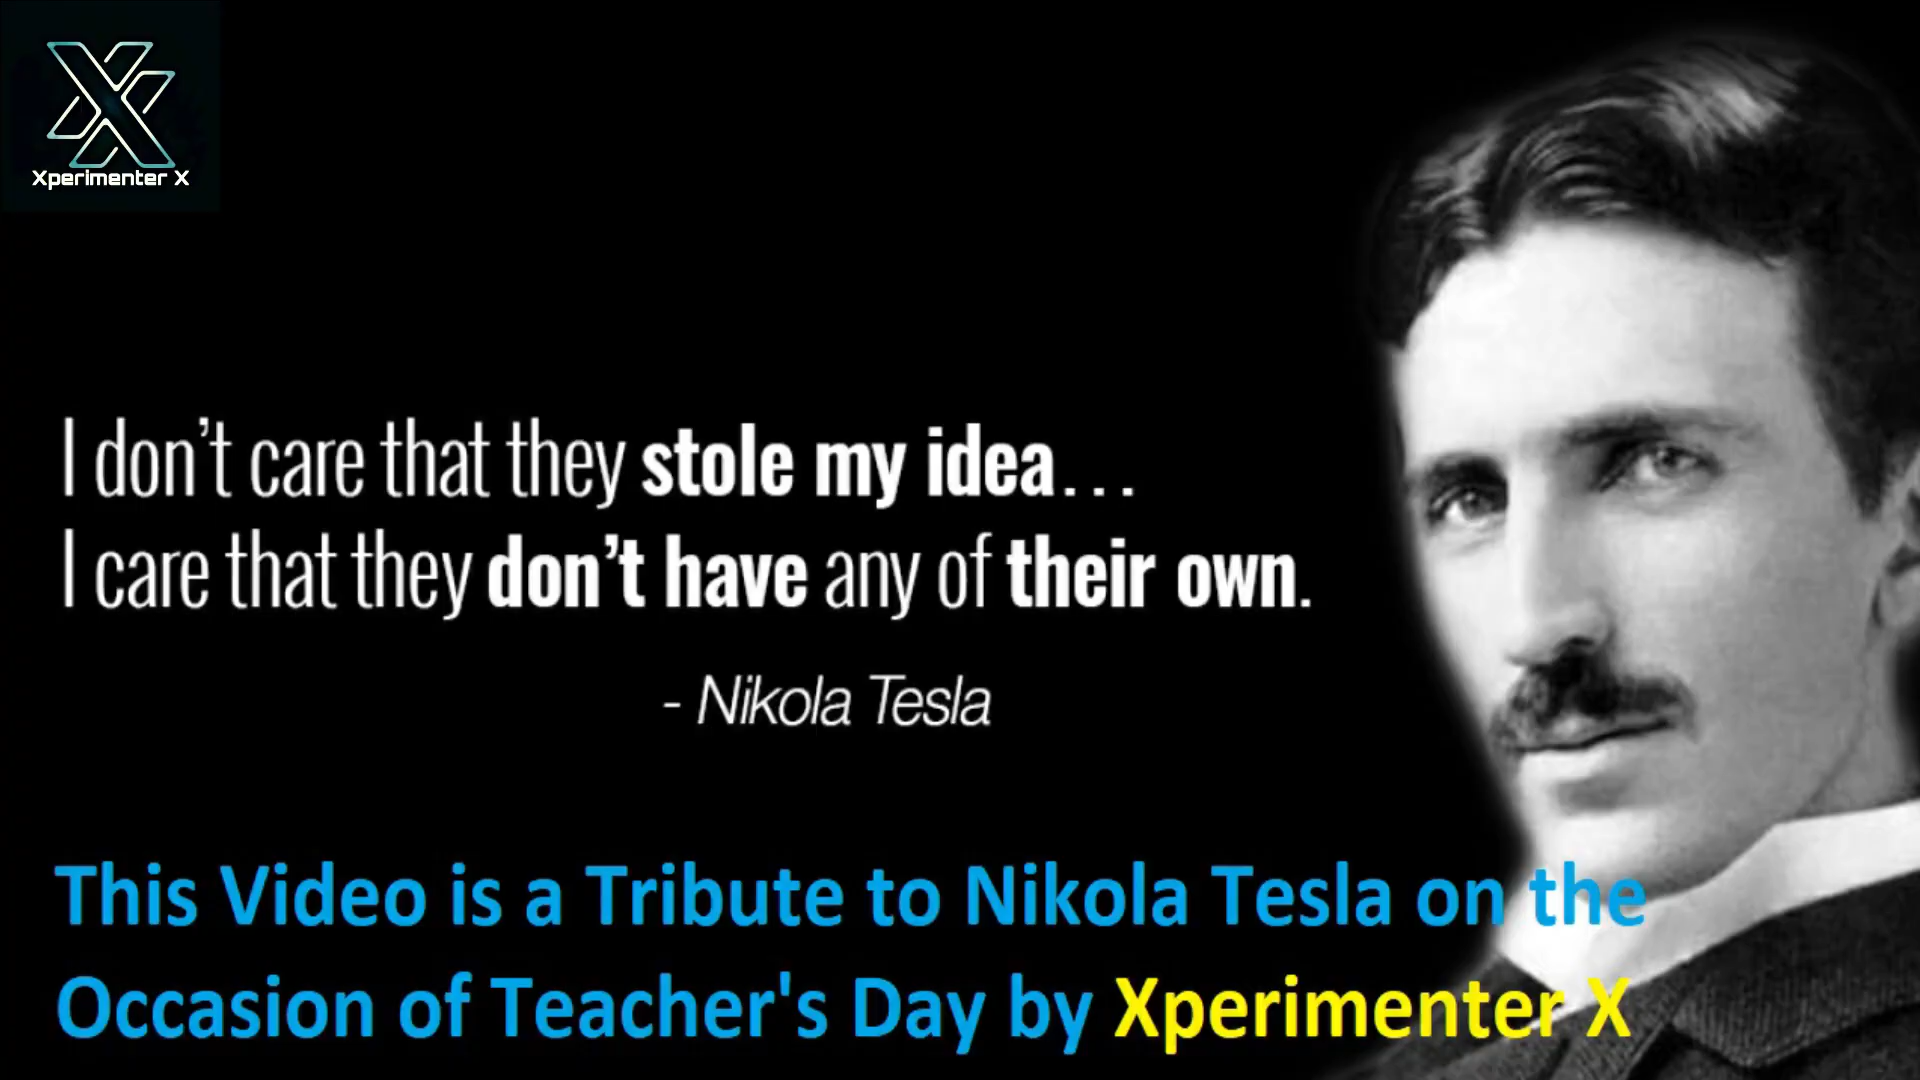 Xperimenter X
I don't care that they stole my idea...
I care that they don't have any of their own.
- Nikola Tesla
This Video is a Tribute to Nikola Tesla on the
Occasion of Teacher's Day by Xperimenter X